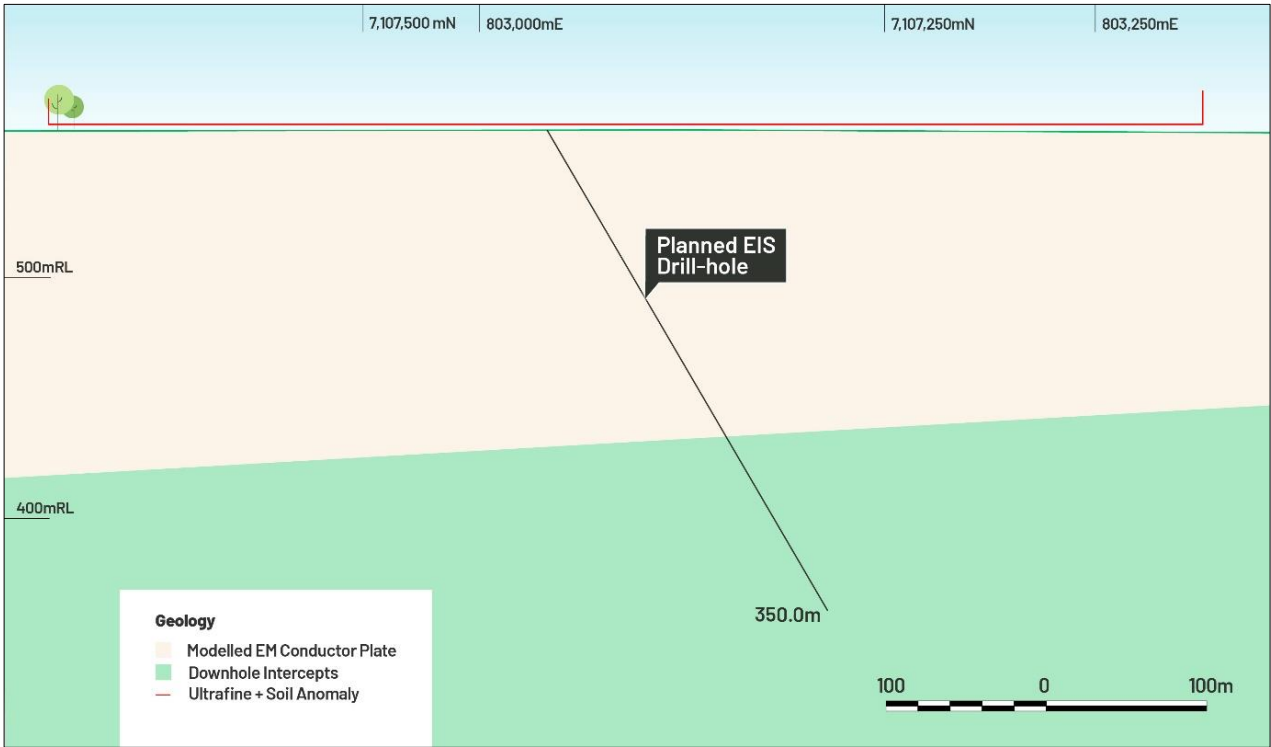 7,107,500 mN
803,000mE
7,107,250mN
803,250mE
Planned EIS
Drill-hole
500mRL
400mRL
350.0m
Geology
Modelled EM Conductor Plate
Downhole Intercepts
Ultrafine + Soil Anomaly
100 0 100m